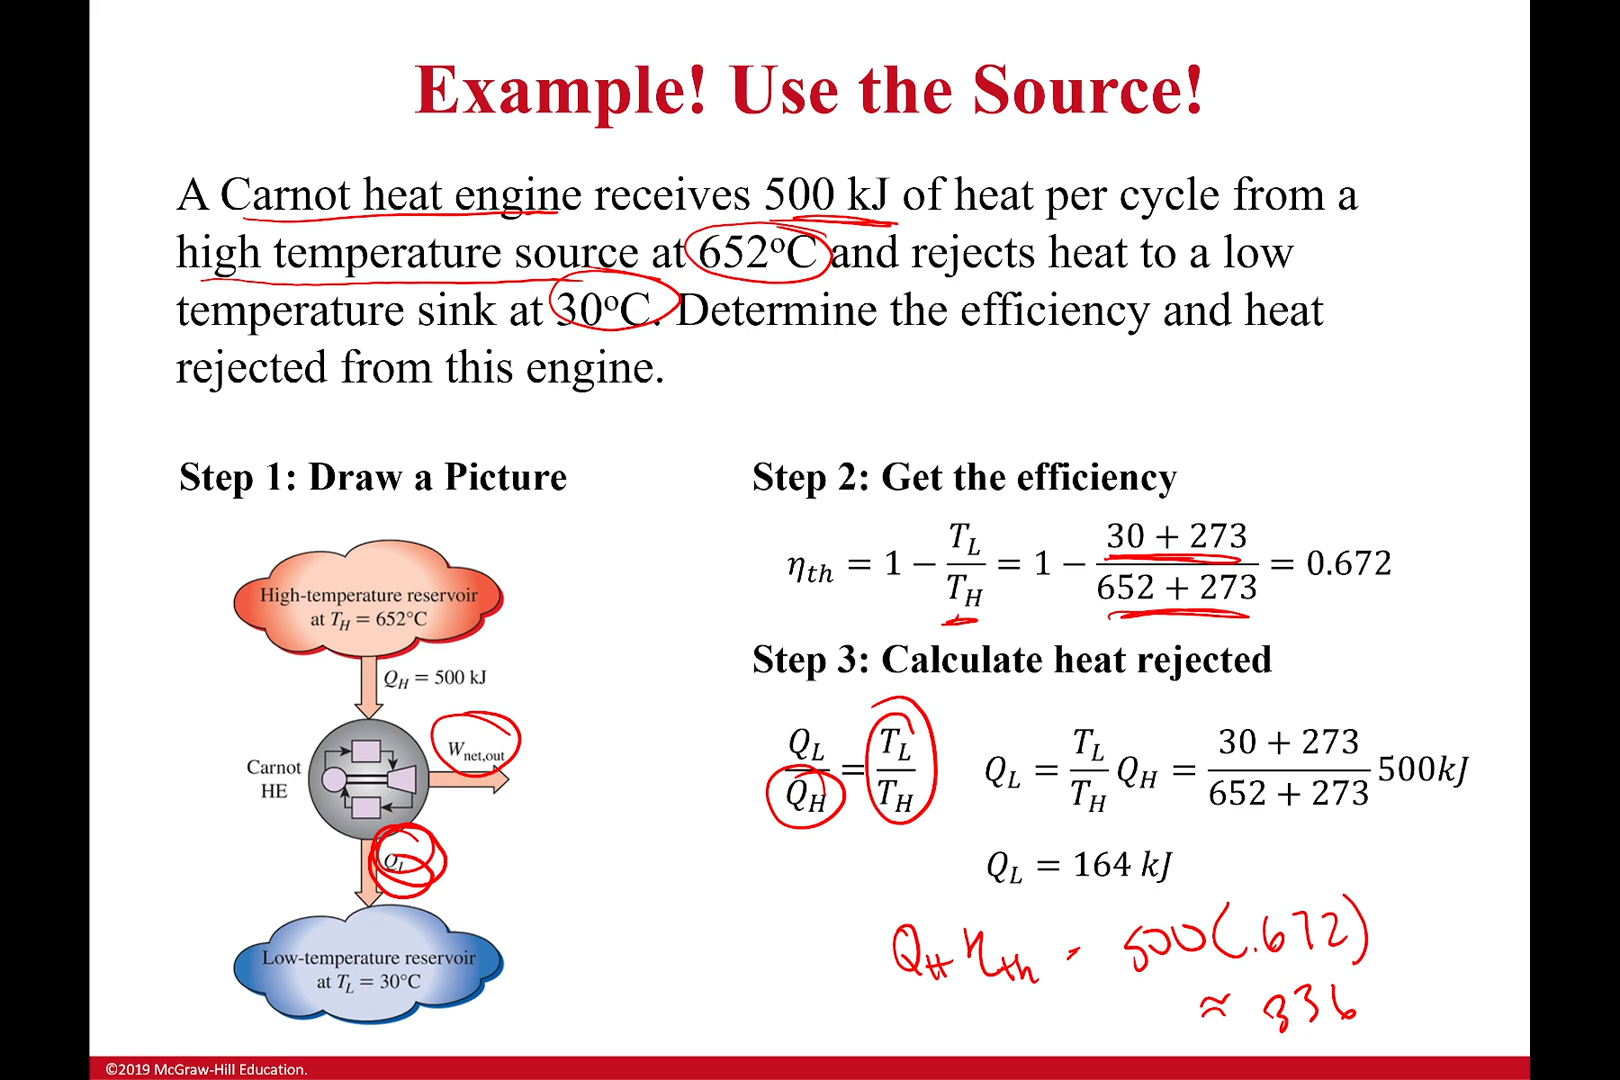 Example! Use the Source!
A Carnot heat engine receives 500 kJ of heat per cycle from a
high temperature source at 652°C and rejects heat to a low
temperature sink at 30°C. Determine the efficiency and heat
rejected from this engine.
Step 1: Draw a Picture
High-temperature reservoir
at T_H = 652°C
Q_H = 500 kJ
W_net,out
Carnot
HE
Q_L
Low-temperature reservoir
at T_L = 30°C
Step 2: Get the efficiency
η_th = 1 − T_L/T_H = 1 − (30 + 273)/(652 + 273) = 0.672
Step 3: Calculate heat rejected
Q_L/Q_H = T_L/T_H
Q_L = T_L/T_H Q_H = (30 + 273)/(652 + 273) 500kJ
Q_L = 164 kJ
Q_H η_th = 500(.672)
≈ 336
©2019 McGraw-Hill Education.